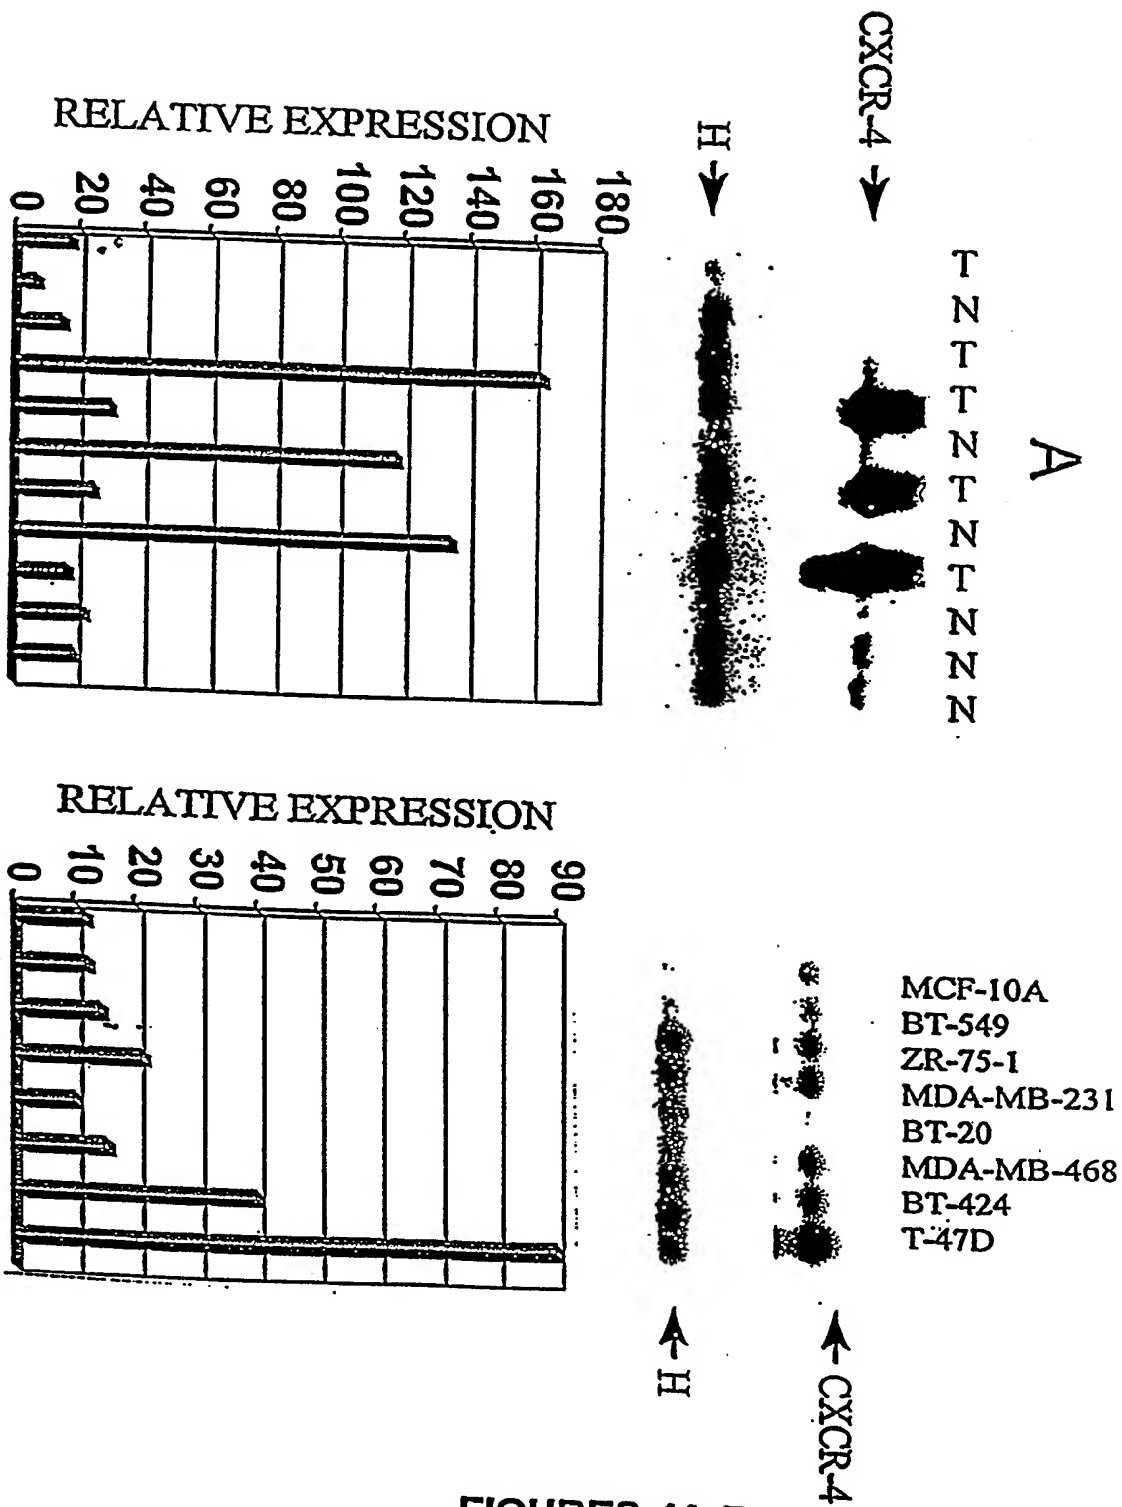 A
T N T T N T N T N N N
CXCR-4
H
RELATIVE EXPRESSION
180
160
140
120
100
80
60
40
20
0
MCF-10A
BT-549
ZR-75-1
MDA-MB-231
BT-20
MDA-MB-468
BT-424
T-47D
CXCR-4
H
RELATIVE EXPRESSION
90
80
70
60
50
40
30
20
10
0